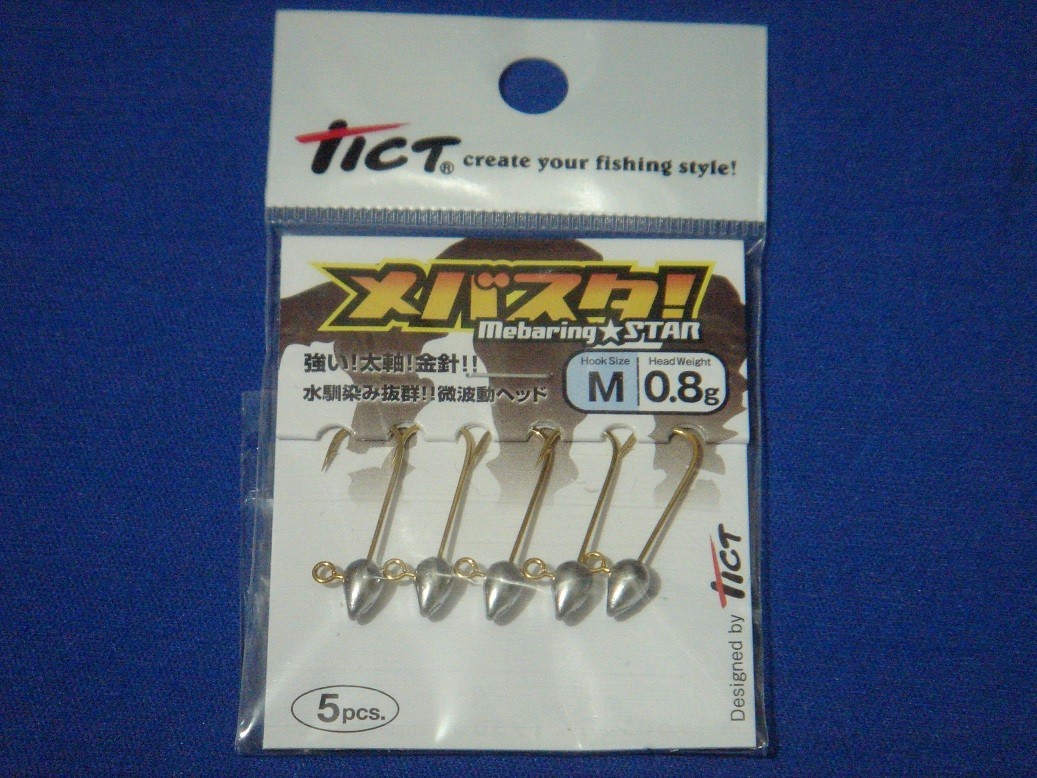 TICT® create your fishing style!
メバスタ!
Mebaring★STAR
強い!太軸!金針!!
水馴染み抜群!!微波動ヘッド
Hook Size
M
Head Weight
0.8g
Designed by TICT
5pcs.